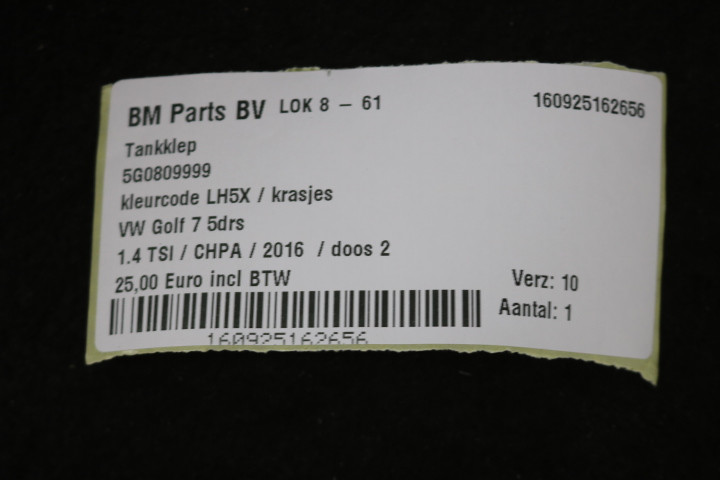 BM Parts BV LOK 8 - 61 160925162656
Tankklep
5G0809999
kleurcode LH5X / krasjes
VW Golf 7 5drs
1.4 TSI / CHPA / 2016 / doos 2
25,00 Euro incl BTW Verz: 10
Aantal: 1
160925162656